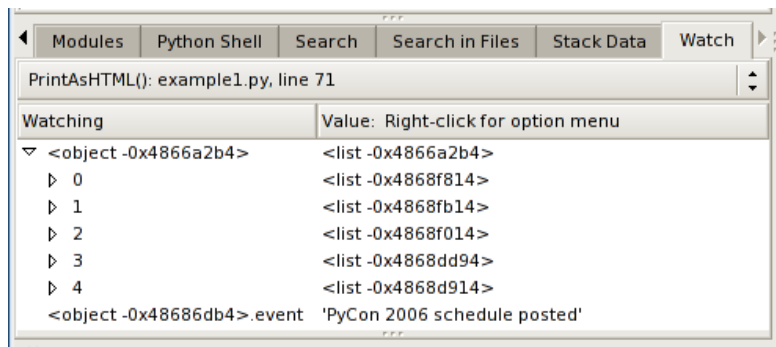 Modules Python Shell Search Search in Files Stack Data Watch
PrintAsHTML(): example1.py, line 71
Watching Value: Right-click for option menu
<object -0x4866a2b4> <list -0x4866a2b4>
0 <list -0x4868f814>
1 <list -0x4868fb14>
2 <list -0x4868f014>
3 <list -0x4868dd94>
4 <list -0x4868d914>
<object -0x48686db4>.event 'PyCon 2006 schedule posted'